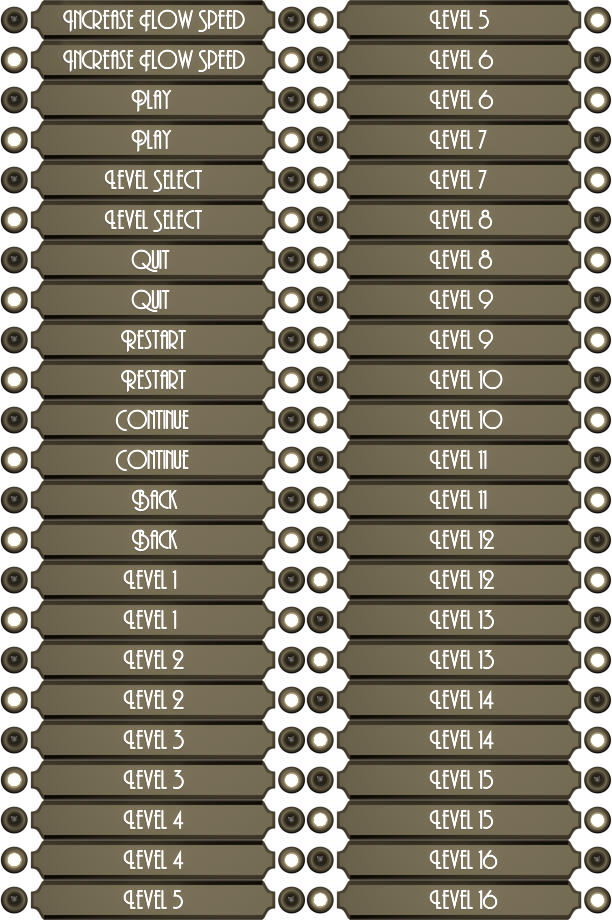 Increase Flow Speed
Increase Flow Speed
Play
Play
Level Select
Level Select
Quit
Quit
Restart
Restart
Continue
Continue
Back
Back
Level 1
Level 1
Level 2
Level 2
Level 3
Level 3
Level 4
Level 4
Level 5
Level 5
Level 6
Level 6
Level 7
Level 7
Level 8
Level 8
Level 9
Level 9
Level 10
Level 10
Level 11
Level 11
Level 12
Level 12
Level 13
Level 13
Level 14
Level 14
Level 15
Level 15
Level 16
Level 16